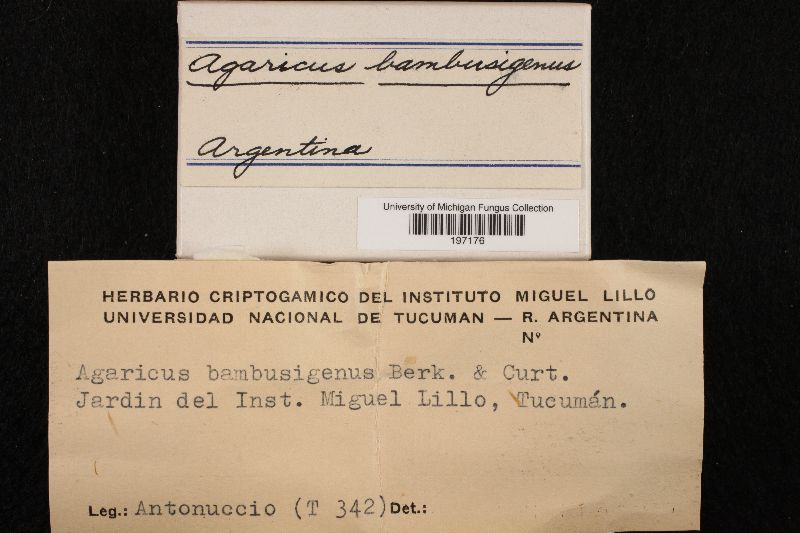 Agaricus bambusigenus
Argentina
University of Michigan Fungus Collection
197176
HERBARIO CRIPTOGAMICO DEL INSTITUTO MIGUEL LILLO
UNIVERSIDAD NACIONAL DE TUCUMAN — R. ARGENTINA
Nº
Agaricus bambusigenus Berk. & Curt.
Jardin del Inst. Miguel Lillo, Tucumán.
Leg.: Antonuccio (T 342) Det.: